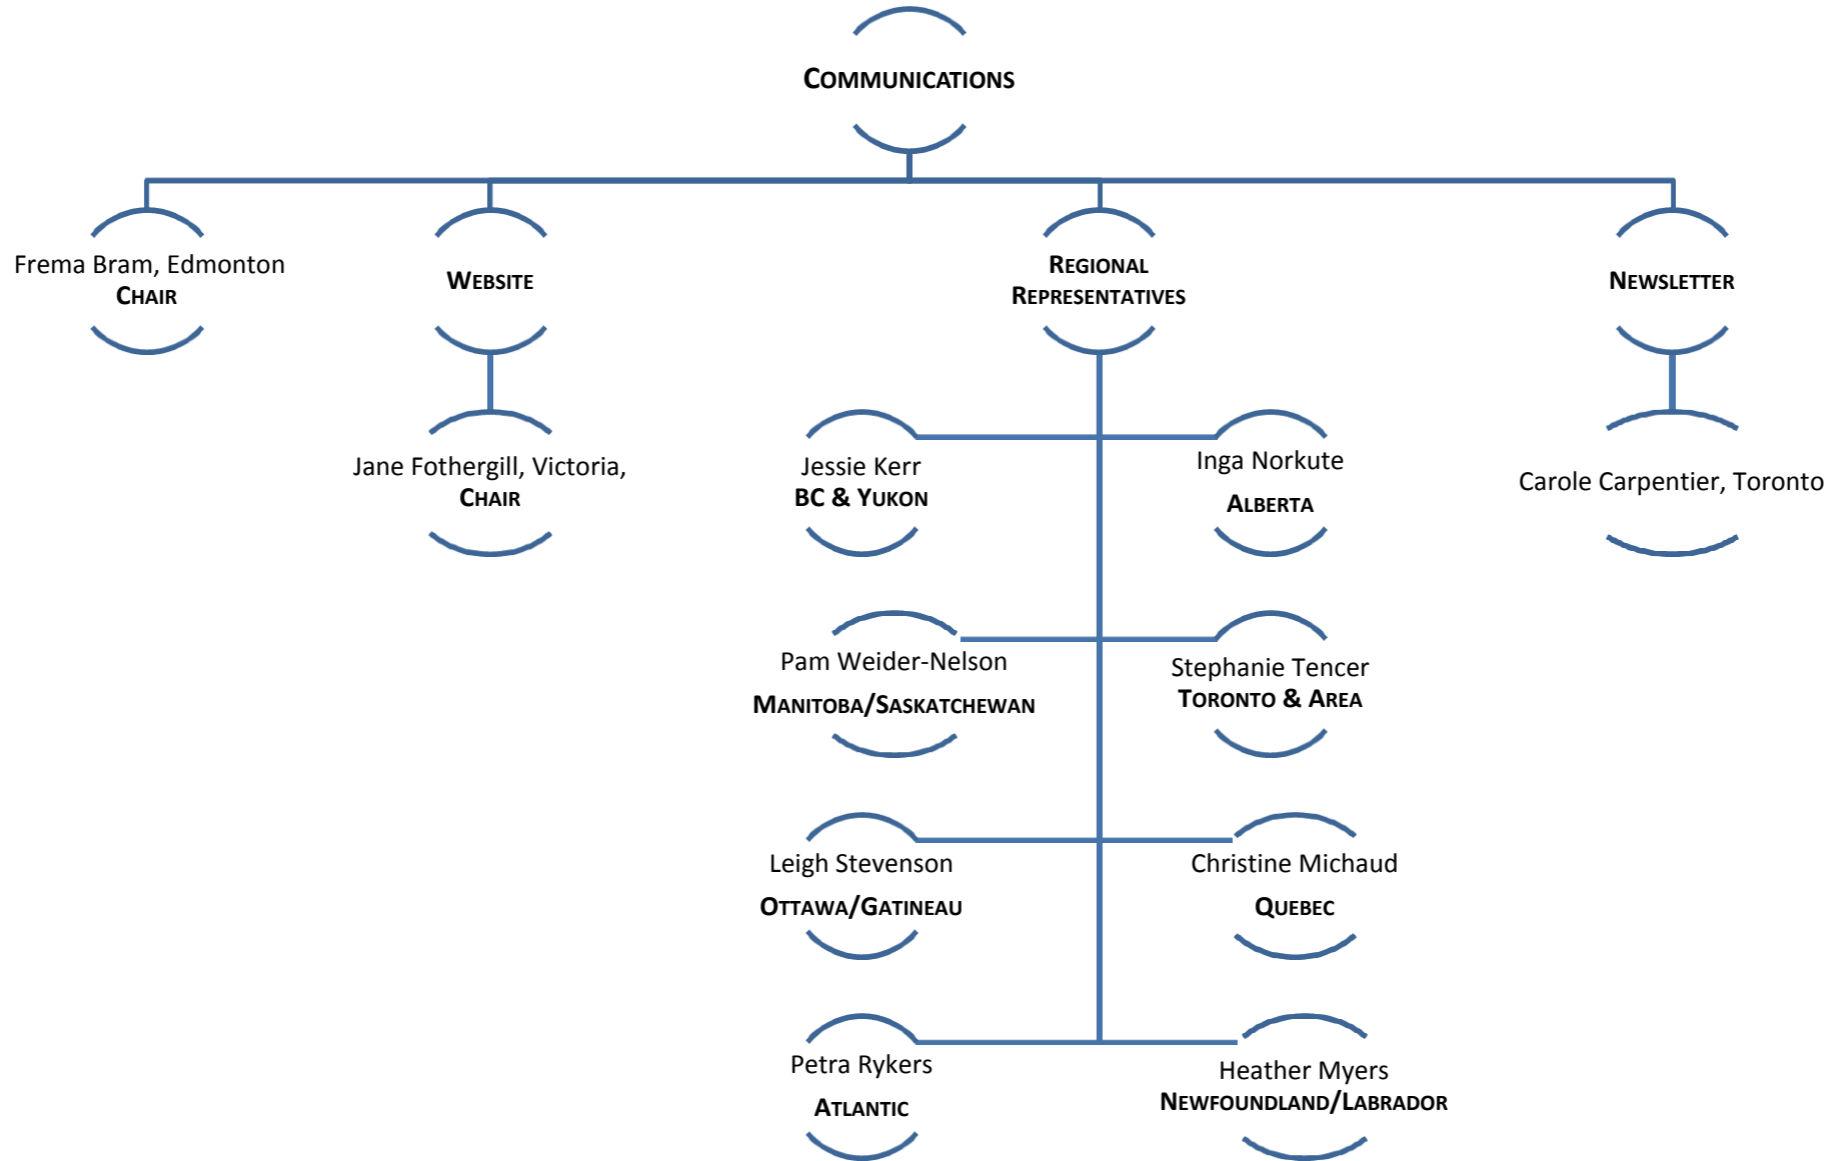 COMMUNICATIONS
Frema Bram, Edmonton
CHAIR
WEBSITE
REGIONAL
REPRESENTATIVES
NEWSLETTER
Jane Fothergill, Victoria,
CHAIR
Jessie Kerr
BC & YUKON
Inga Norkute
ALBERTA
Carole Carpentier, Toronto
Pam Weider-Nelson
MANITOBA/SASKATCHEWAN
Stephanie Tencer
TORONTO & AREA
Leigh Stevenson
OTTAWA/GATINEAU
Christine Michaud
QUEBEC
Petra Rykers
ATLANTIC
Heather Myers
NEWFOUNDLAND/LABRADOR